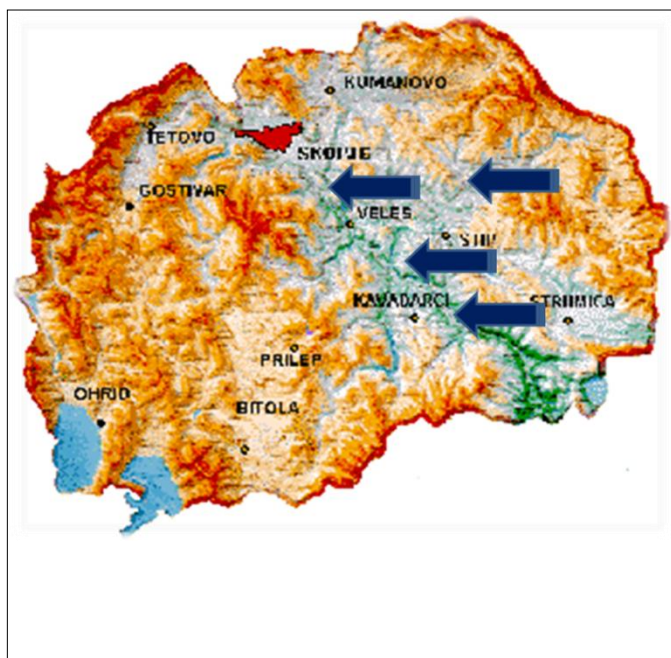 KUMANOVO
TETOVO
SKOPJE
GOSTIVAR
VELES
STIP
KAVADARCI
STRUMICA
PRILEP
OHRID
BITOLA